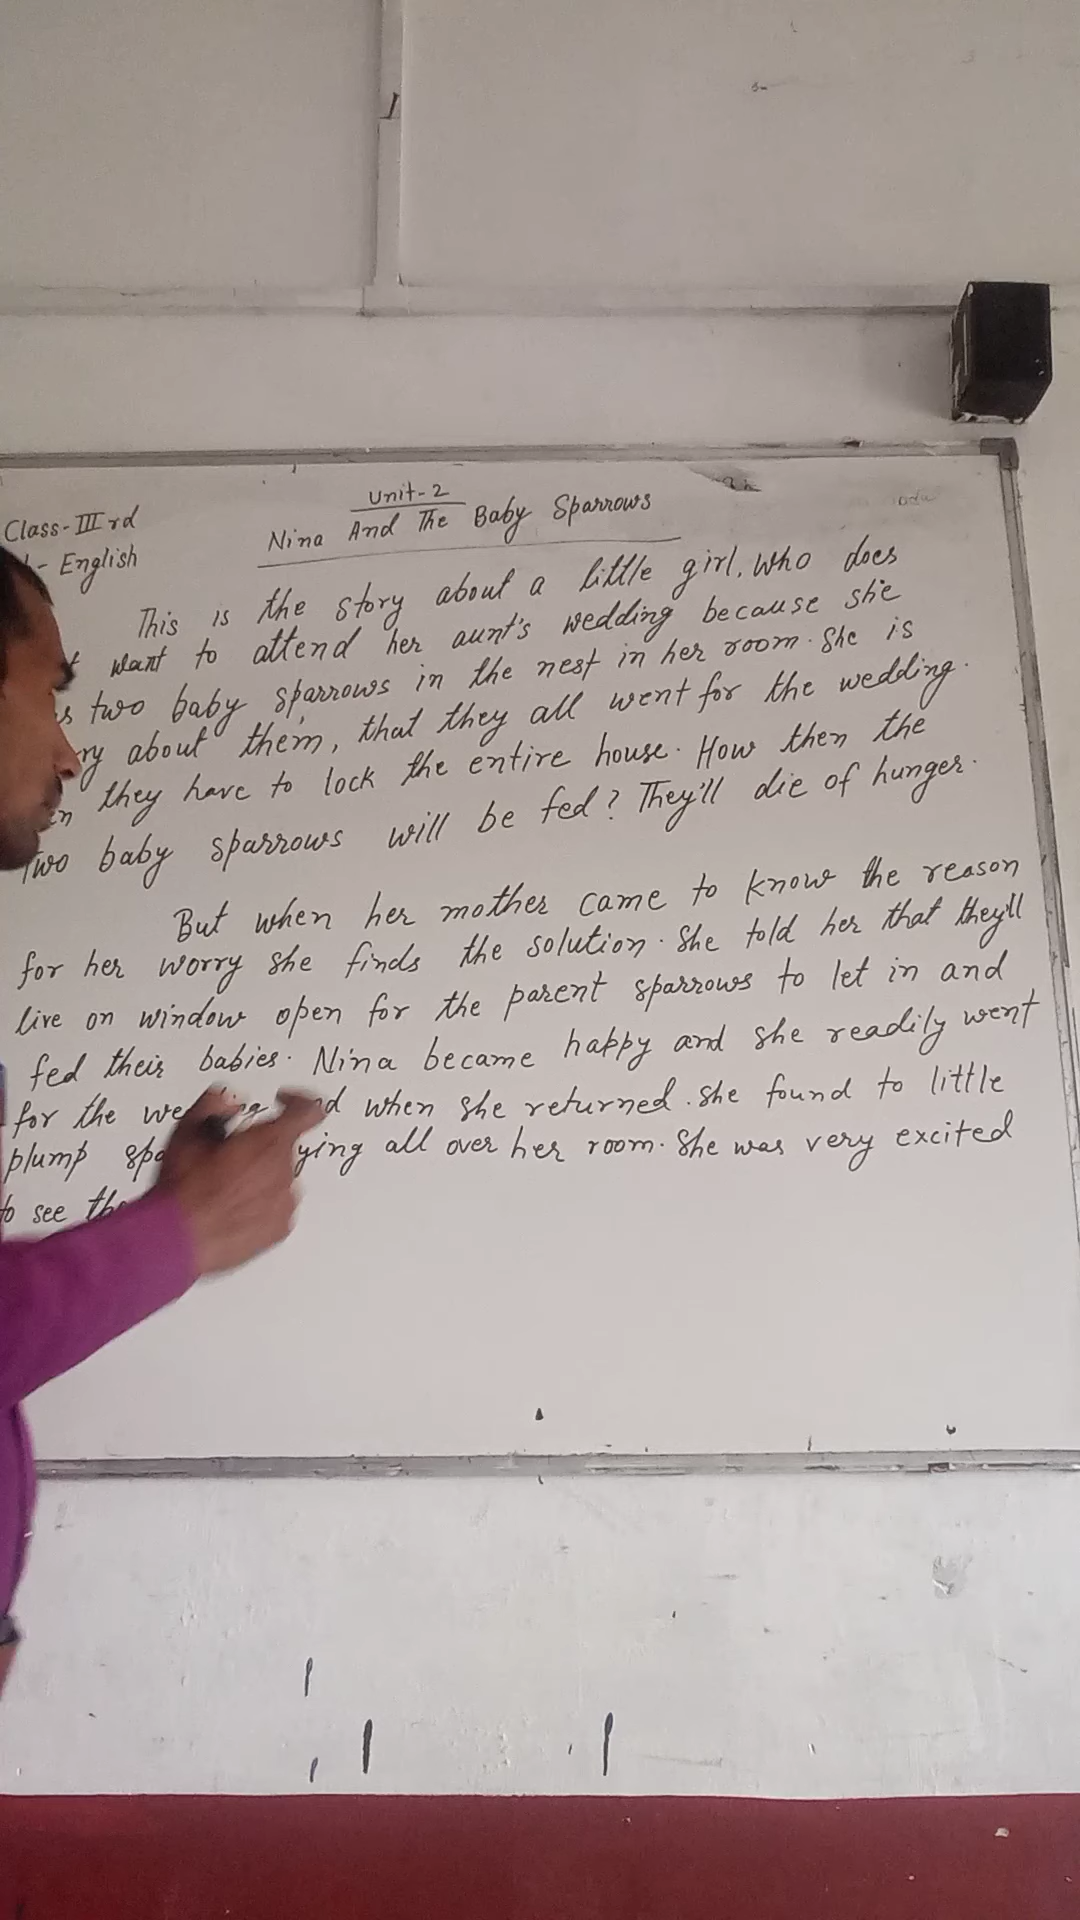 Unit-2
Class-III rd
Nina And The Baby Sparrows
- English
This is the story about a little girl, who does
want to attend her aunt's wedding because she
two baby sparrows in the nest in her room. She is
about them, that they all went for the wedding.
they have to lock the entire house. How then the
Two baby sparrows will be fed? They'll die of hunger.
But when her mother came to know the reason
for her worry she finds the solution. She told her that they'll
live on window open for the parent sparrows to let in and
fed their babies. Nina became happy and she readily went
for the when she returned. She found to little
plump all over her room. She was very excited
to see